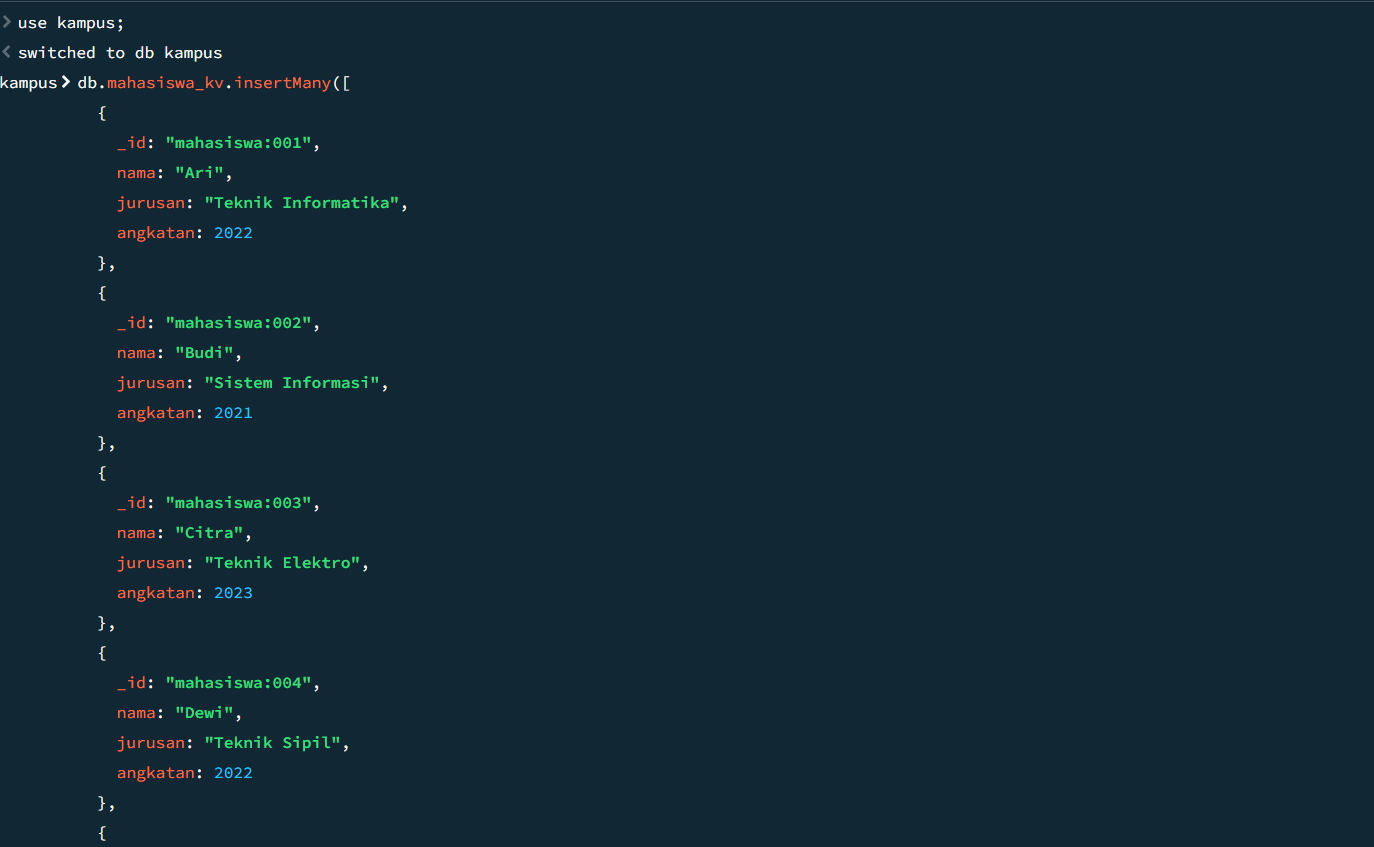 > use kampus;
< switched to db kampus
kampus> db.mahasiswa_kv.insertMany([
{
_id: "mahasiswa:001",
nama: "Ari",
jurusan: "Teknik Informatika",
angkatan: 2022
},
{
_id: "mahasiswa:002",
nama: "Budi",
jurusan: "Sistem Informasi",
angkatan: 2021
},
{
_id: "mahasiswa:003",
nama: "Citra",
jurusan: "Teknik Elektro",
angkatan: 2023
},
{
_id: "mahasiswa:004",
nama: "Dewi",
jurusan: "Teknik Sipil",
angkatan: 2022
},
{